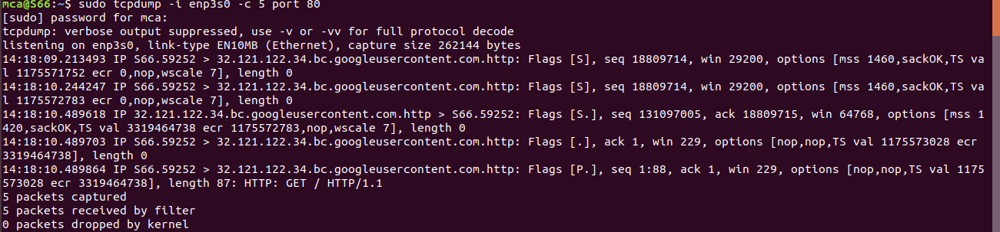 mca@S66:~$ sudo tcpdump -i enp3s0 -c 5 port 80
[sudo] password for mca:
tcpdump: verbose output suppressed, use -v or -vv for full protocol decode
listening on enp3s0, link-type EN10MB (Ethernet), capture size 262144 bytes
14:18:09.213493 IP S66.59252 > 32.121.122.34.bc.googleusercontent.com.http: Flags [S], seq 18809714, win 29200, options [mss 1460,sackOK,TS va
l 1175571752 ecr 0,nop,wscale 7], length 0
14:18:10.244247 IP S66.59252 > 32.121.122.34.bc.googleusercontent.com.http: Flags [S], seq 18809714, win 29200, options [mss 1460,sackOK,TS va
l 1175572783 ecr 0,nop,wscale 7], length 0
14:18:10.489618 IP 32.121.122.34.bc.googleusercontent.com.http > S66.59252: Flags [S.], seq 131097005, ack 18809715, win 64768, options [mss 1
420,sackOK,TS val 3319464738 ecr 1175572783,nop,wscale 7], length 0
14:18:10.489703 IP S66.59252 > 32.121.122.34.bc.googleusercontent.com.http: Flags [.], ack 1, win 229, options [nop,nop,TS val 1175573028 ecr
3319464738], length 0
14:18:10.489864 IP S66.59252 > 32.121.122.34.bc.googleusercontent.com.http: Flags [P.], seq 1:88, ack 1, win 229, options [nop,nop,TS val 1175
573028 ecr 3319464738], length 87: HTTP: GET / HTTP/1.1
5 packets captured
5 packets received by filter
0 packets dropped by kernel